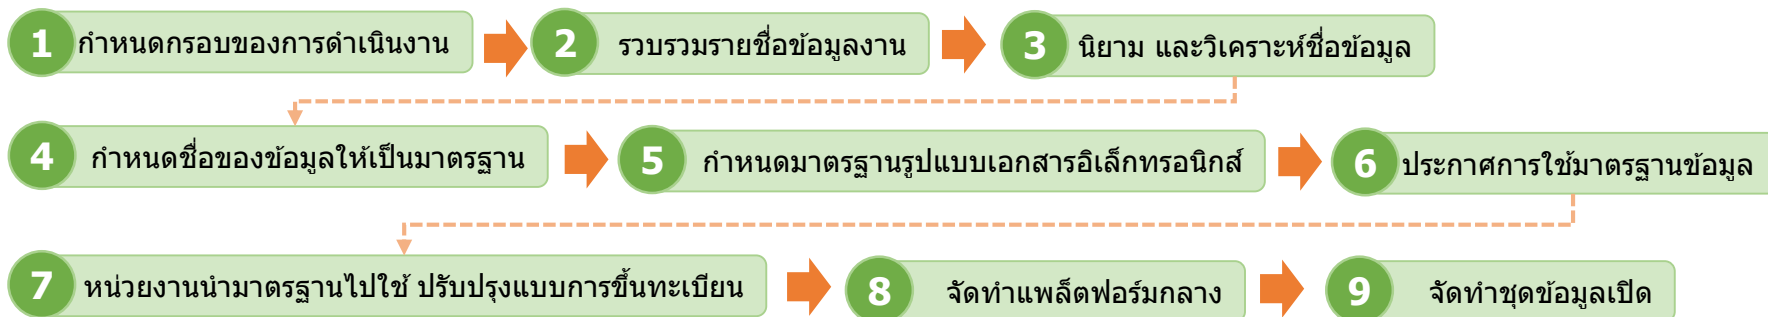 1 กำหนดกรอบของการดำเนินงาน
2 รวบรวมรายชื่อข้อมูลงาน
3 นิยาม และวิเคราะห์ชื่อข้อมูล
4 กำหนดชื่อของข้อมูลให้เป็นมาตรฐาน
5 กำหนดมาตรฐานรูปแบบเอกสารอิเล็กทรอนิกส์
6 ประกาศการใช้มาตรฐานข้อมูล
7 หน่วยงานนำมาตรฐานไปใช้ ปรับปรุงแบบการขึ้นทะเบียน
8 จัดทำแพล็ตฟอร์มกลาง
9 จัดทำชุดข้อมูลเปิด